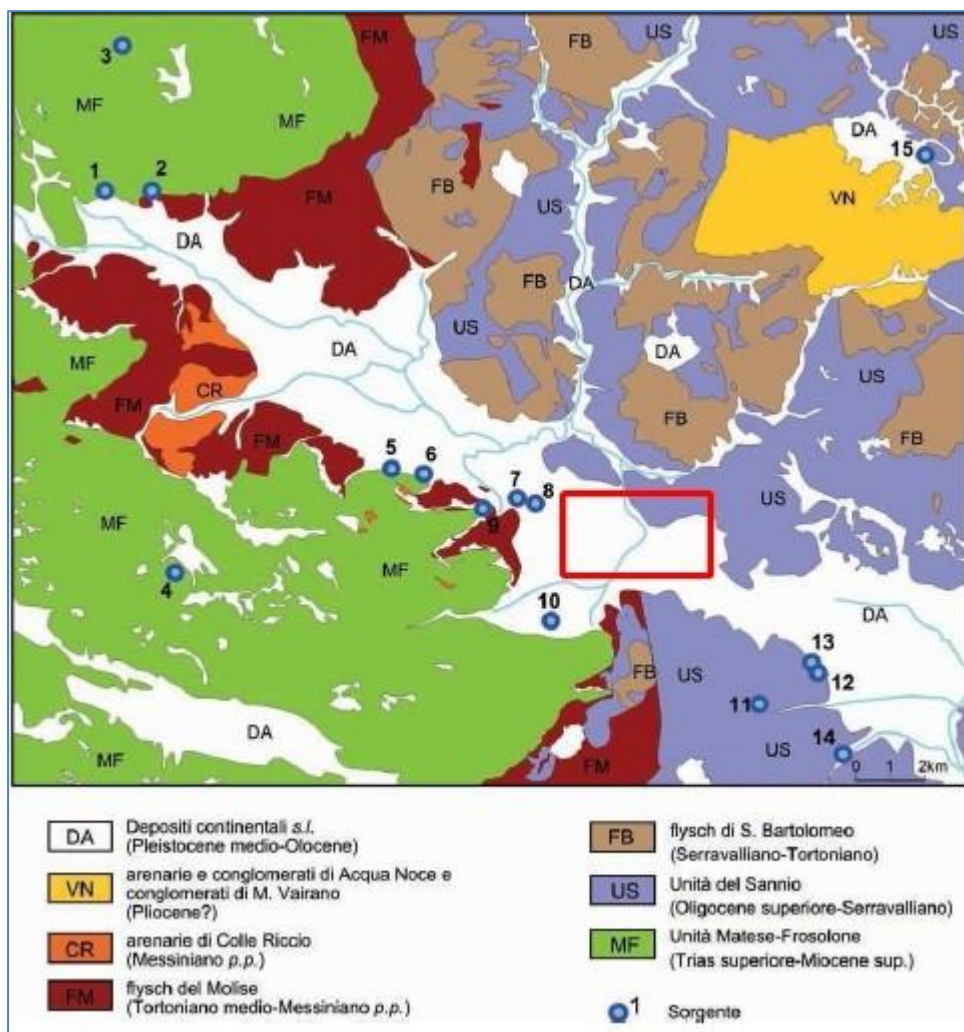 FM
FB
US
US
3
MF
MF
DA
15
1
2
FM
FB
US
VN
DA
FB
DA
US
DA
DA
MF
US
CR
FM
FM
FB
FB
5
6
7
8
9
US
MF
MF
4
10
DA
13
FB
US
12
11
DA
US
14
MF
FM
0 1 2km
DA
Depositi continentali s.l.
(Pleistocene medio-Olocene)
VN
arenarie e conglomerati di Acqua Noce e
conglomerati di M. Vairano
(Pliocene?)
CR
arenarie di Colle Riccio
(Messiniano p.p.)
FM
flysch del Molise
(Tortoniano medio-Messiniano p.p.)
FB
flysch di S. Bartolomeo
(Serravalliano-Tortoniano)
US
Unità del Sannio
(Oligocene superiore-Serravalliano)
MF
Unità Matese-Frosolone
(Trias superiore-Miocene sup.)
1
Sorgente